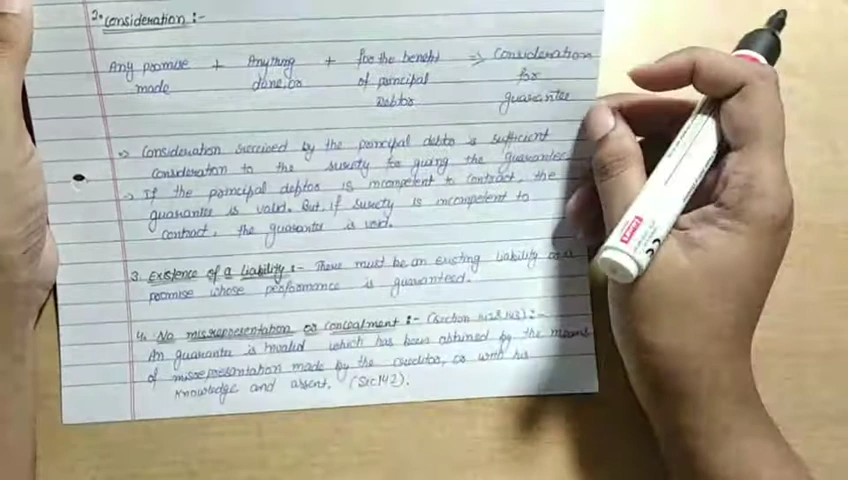 2. Consideration :-
Any promise + Anything + for the benefit => Consideration
made done, or of principal for
Debtor guarantee
-> Consideration received by the principal debtor is sufficient
consideration to the surety for giving the guarantee
-> If the principal debtor is incompetent to contract, the
guarantee is valid. But if surety is incompetent to
contract, the guarantee is void.
3. Existence of a liability :- There must be an existing liability or a
promise whose performance is guaranteed.
4. No misrepresentation or concealment :- (section 142 & 143) :-
An guarantee is invalid which has been obtained by the means
of misrepresentation made by the creditor, or with his
knowledge and assent. (Sec 142).